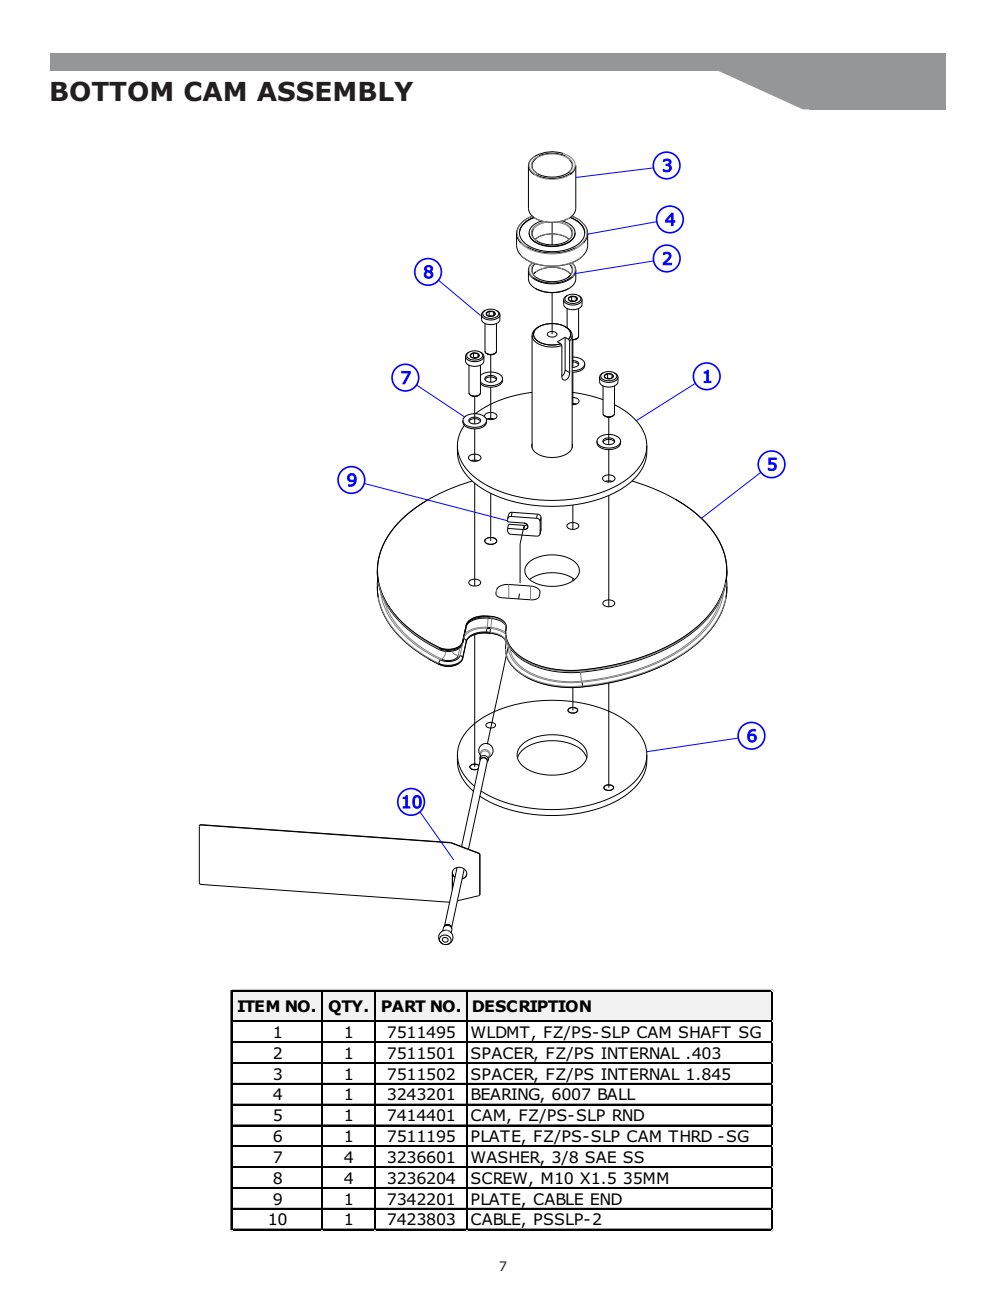 BOTTOM CAM ASSEMBLY
3
4
2
8
7
1
5
9
6
10
ITEM NO. QTY. PART NO. DESCRIPTION
1 1 7511495 WLDMT, FZ/PS-SLP CAM SHAFT SG
2 1 7511501 SPACER, FZ/PS INTERNAL .403
3 1 7511502 SPACER, FZ/PS INTERNAL 1.845
4 1 3243201 BEARING, 6007 BALL
5 1 7414401 CAM, FZ/PS-SLP RND
6 1 7511195 PLATE, FZ/PS-SLP CAM THRD -SG
7 4 3236601 WASHER, 3/8 SAE SS
8 4 3236204 SCREW, M10 X1.5 35MM
9 1 7342201 PLATE, CABLE END
10 1 7423803 CABLE, PSSLP-2
7